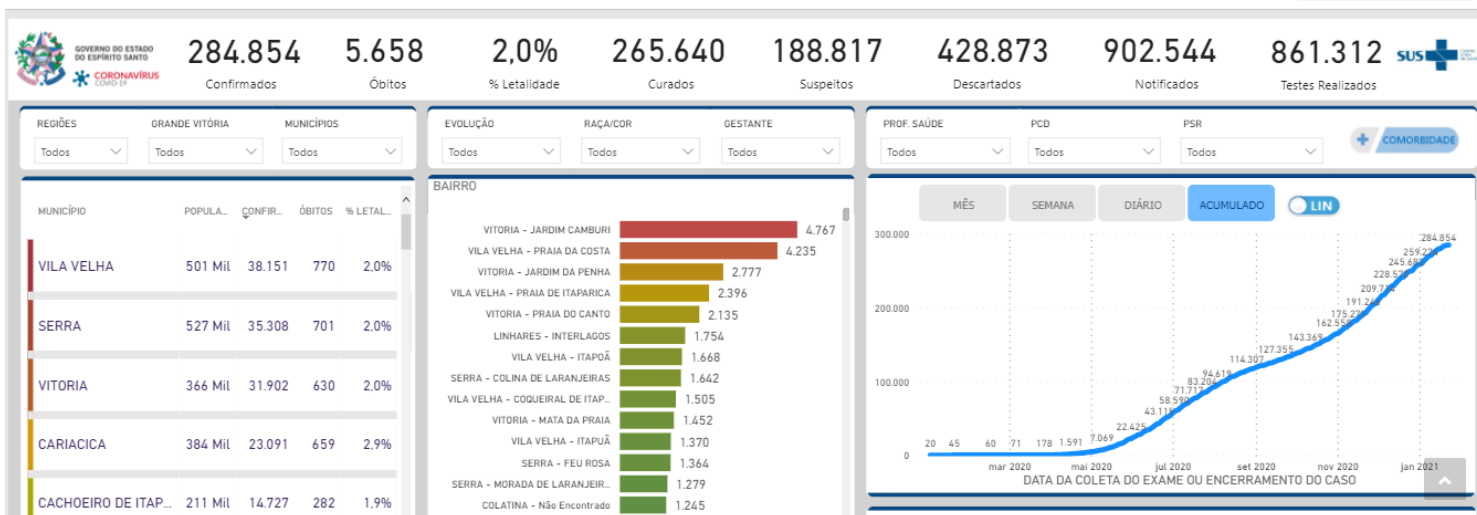 GOVERNO DO ESTADO
DO ESPÍRITO SANTO
CORONAVÍRUS
COVID-19
284.854
Confirmados
5.658
Óbitos
2,0%
% Letalidade
265.640
Curados
188.817
Suspeitos
428.873
Descartados
902.544
Notificados
861.312
Testes Realizados
SUS
REGIÕES GRANDE VITÓRIA MUNICÍPIOS
Todos Todos Todos
EVOLUÇÃO RAÇA/COR GESTANTE
Todos Todos Todos
PROF. SAÚDE PCD PSR
Todos Todos Todos
+ COMORBIDADE
MUNICÍPIO POPULA... CONFIR... ÓBITOS % LETAL...
VILA VELHA 501 Mil 38.151 770 2,0%
SERRA 527 Mil 35.308 701 2,0%
VITORIA 366 Mil 31.902 630 2,0%
CARIACICA 384 Mil 23.091 659 2,9%
CACHOEIRO DE ITAP... 211 Mil 14.727 282 1,9%
BAIRRO
VITORIA - JARDIM CAMBURI 4.767
VILA VELHA - PRAIA DA COSTA 4.235
VITORIA - JARDIM DA PENHA 2.777
VILA VELHA - PRAIA DE ITAPARICA 2.396
VITORIA - PRAIA DO CANTO 2.135
LINHARES - INTERLAGOS 1.754
VILA VELHA - ITAPOÃ 1.668
SERRA - COLINA DE LARANJEIRAS 1.642
VILA VELHA - COQUEIRAL DE ITAP... 1.505
VITORIA - MATA DA PRAIA 1.452
VILA VELHA - ITAPUÃ 1.370
SERRA - FEU ROSA 1.364
SERRA - MORADA DE LARANJEIR... 1.279
COLATINA - Não Encontrado 1.245
MÊS SEMANA DIÁRIO ACUMULADO LIN
300.000
200.000
100.000
0
20 45 60 71 178 1.591 7.069 22.425 43.115 58.590 71.717 83.204 94.619 114.307 127.355 143.369 162.559 175.27 191.24 209.71 228.52 245.68 259.27 284.854
mar 2020 mai 2020 jul 2020 set 2020 nov 2020 jan 2021
DATA DA COLETA DO EXAME OU ENCERRAMENTO DO CASO